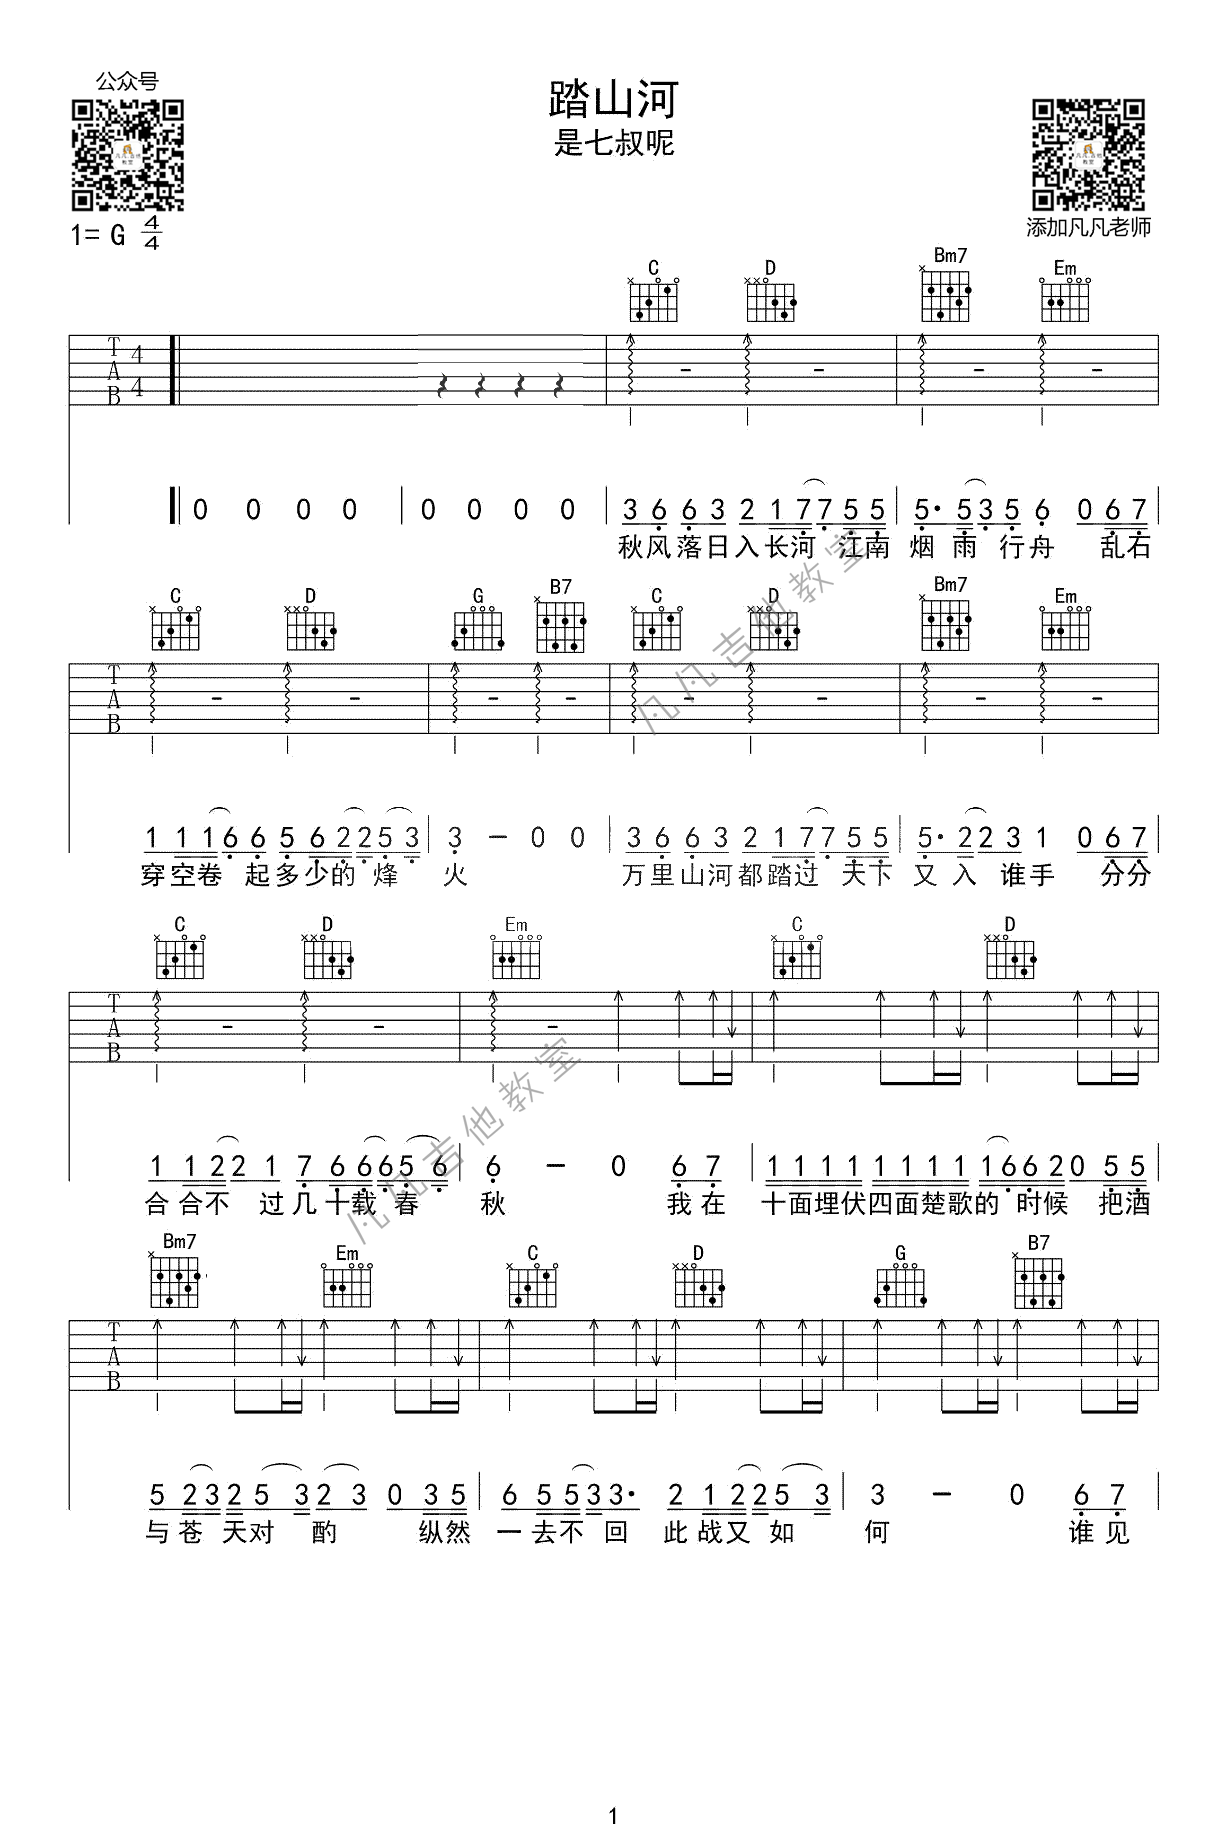 公众号
踏山河
是七叔呢
添加凡凡老师
1= G 4/4
C D Bm7 Em
T A B 4 4
0 0 0 0 | 0 0 0 0 | 3 6 6 3 2 1 7 7 5 5 | 5· 5 3 5 6 0 6 7
秋风落日入长河 江南 烟 雨 行舟 乱石
C D G B7 C D Bm7 Em
T A B
1 1 1 6 6 5 6 2 2 5 3 | 3 - 0 0 | 3 6 6 3 2 1 7 7 5 5 | 5· 2 2 3 1 0 6 7
穿空卷 起多少的 烽 火 万里山河都踏过 天下 又 入 谁手 分分
C D Em C D
T A B
1 1 2 2 1 7 6 6 6 5 6 | 6 - 0 6 7 | 1 1 1 1 1 1 1 1 1 6 6 2 0 5 5
合 合不 过几十载 春 秋 我在 十面埋伏四面楚歌的 时候 把酒
Bm7 Em C D G B7
T A B
5 2 3 2 5 3 2 3 0 3 5 | 6 5 5 3 3· 2 1 2 2 5 3 | 3 - 0 6 7
与苍 天对 酌 纵然 一去不 回 此战又 如 何 谁见
凡凡吉他教室
凡凡吉他教室
1